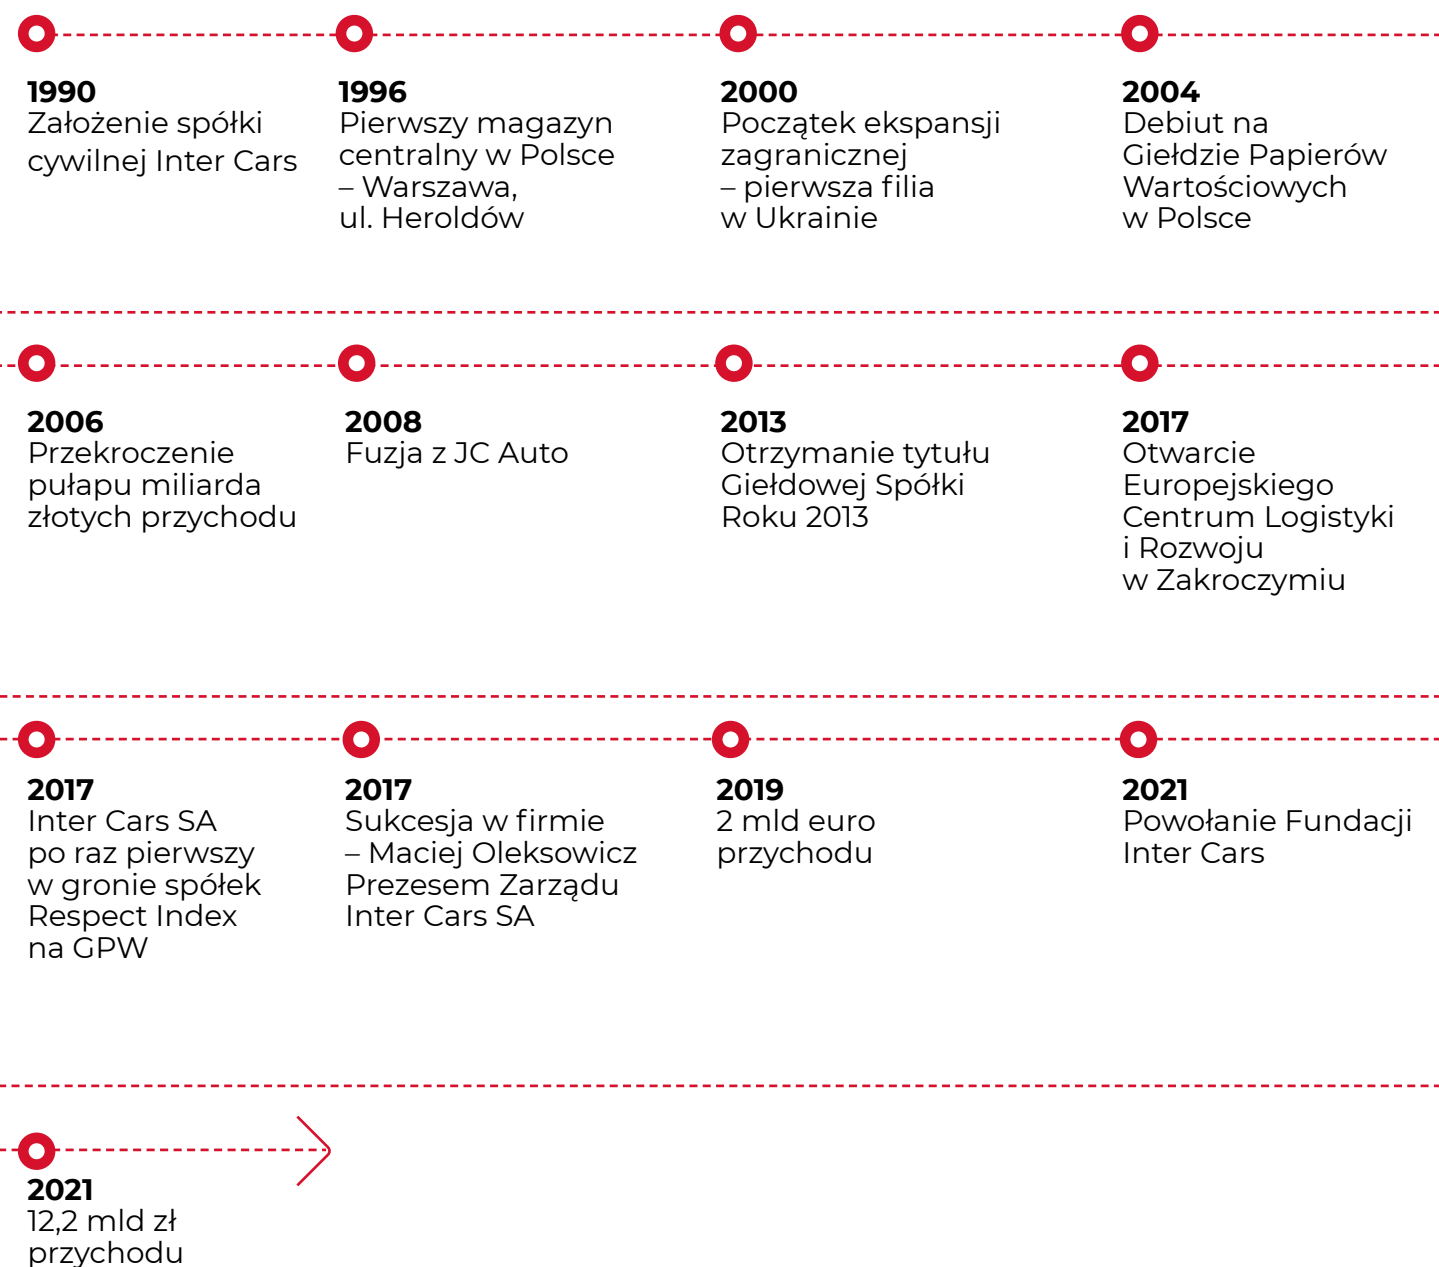 1990
Założenie spółki
cywilnej Inter Cars
1996
Pierwszy magazyn
centralny w Polsce
– Warszawa,
ul. Heroldów
2000
Początek ekspansji
zagranicznej
– pierwsza filia
w Ukrainie
2004
Debiut na
Giełdzie Papierów
Wartościowych
w Polsce
2006
Przekroczenie
pułapu miliarda
złotych przychodu
2008
Fuzja z JC Auto
2013
Otrzymanie tytułu
Giełdowej Spółki
Roku 2013
2017
Otwarcie
Europejskiego
Centrum Logistyki
i Rozwoju
w Zakroczymiu
2017
Inter Cars SA
po raz pierwszy
w gronie spółek
Respect Index
na GPW
2017
Sukcesja w firmie
– Maciej Oleksowicz
Prezesem Zarządu
Inter Cars SA
2019
2 mld euro
przychodu
2021
Powołanie Fundacji
Inter Cars
2021
12,2 mld zł
przychodu